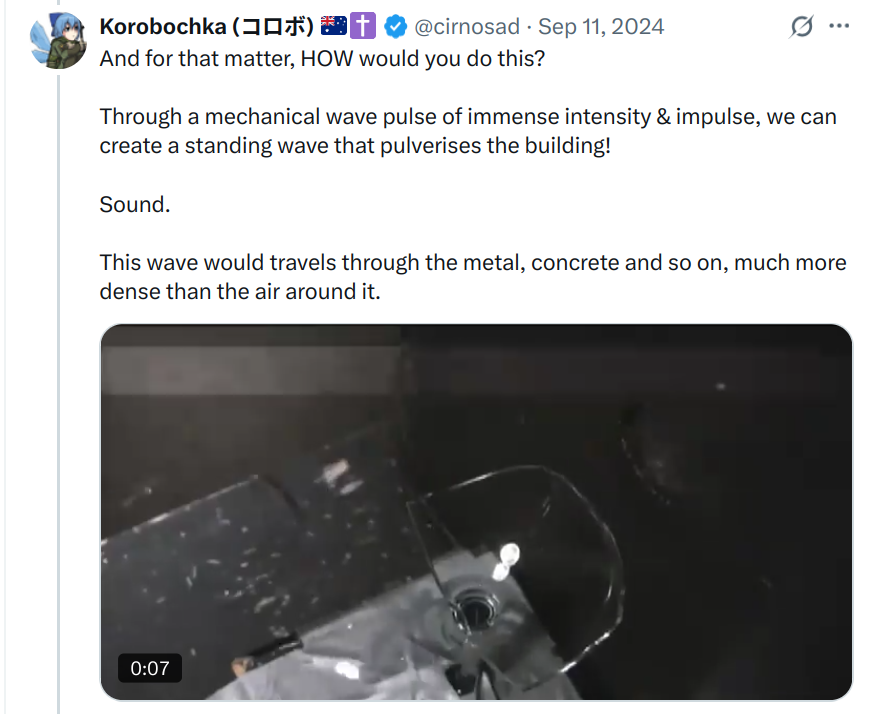 Korobochka (コロボ) 🇦🇺✝️ @cirnosad · Sep 11, 2024
And for that matter, HOW would you do this?
Through a mechanical wave pulse of immense intensity & impulse, we can
create a standing wave that pulverises the building!
Sound.
This wave would travels through the metal, concrete and so on, much more
dense than the air around it.
0:07